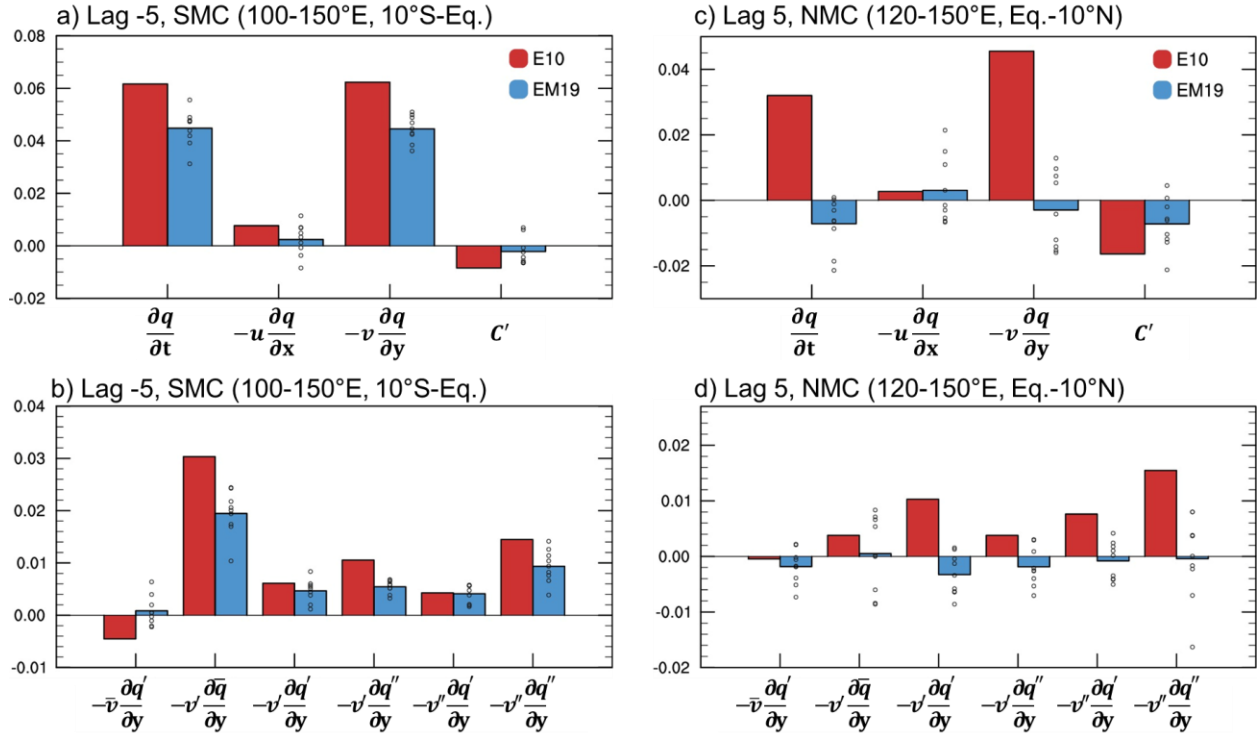 a) Lag -5, SMC (100-150°E, 10°S-Eq.)
0.08
0.06
0.04
0.02
0.00
-0.02
E10
EM19
∂q/∂t
-u ∂q/∂x
-v ∂q/∂y
C′
c) Lag 5, NMC (120-150°E, Eq.-10°N)
0.04
0.02
0.00
-0.02
E10
EM19
∂q/∂t
-u ∂q/∂x
-v ∂q/∂y
C′
b) Lag -5, SMC (100-150°E, 10°S-Eq.)
0.04
0.03
0.02
0.01
0.00
-0.01
-v̄ ∂q′/∂y
-v′ ∂q̄/∂y
-v′ ∂q′/∂y
-v′ ∂q″/∂y
-v″ ∂q′/∂y
-v″ ∂q″/∂y
d) Lag 5, NMC (120-150°E, Eq.-10°N)
0.02
0.01
0.00
-0.01
-0.02
-v̄ ∂q′/∂y
-v′ ∂q̄/∂y
-v′ ∂q′/∂y
-v′ ∂q″/∂y
-v″ ∂q′/∂y
-v″ ∂q″/∂y